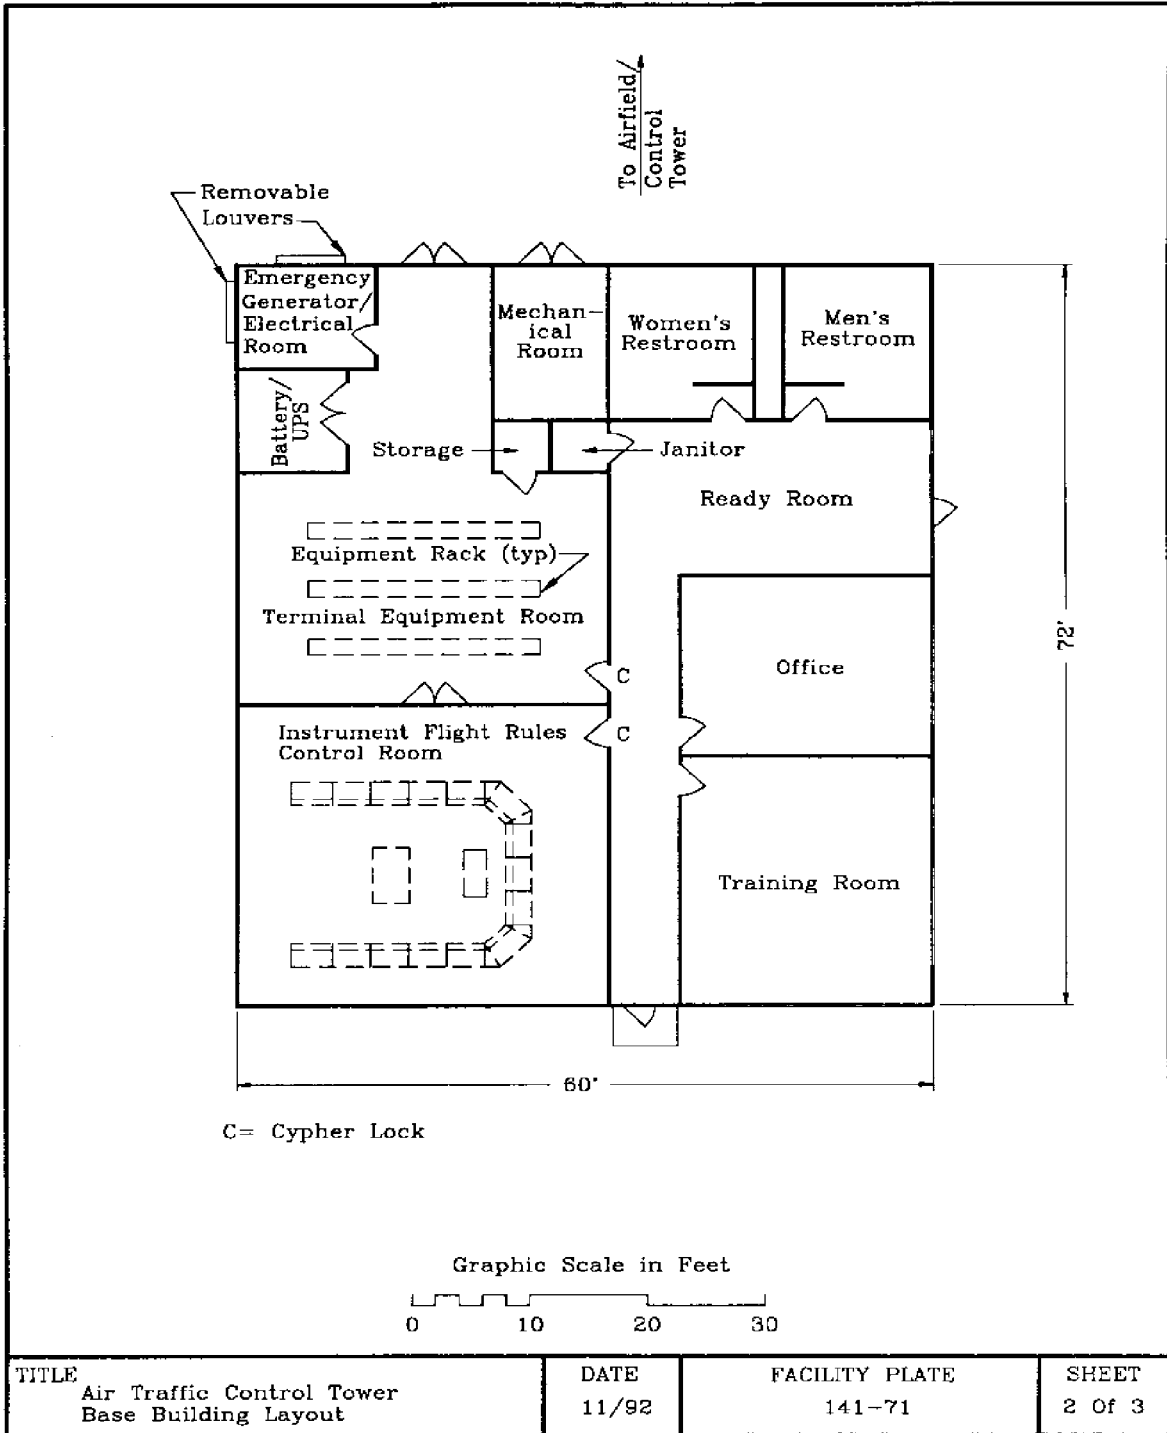 To Airfield/
Control
Tower
Removable
Louvers
Emergency
Generator/
Electrical
Room
Mechan-
ical
Room
Women's
Restroom
Men's
Restroom
Battery/
UPS
Storage
Janitor
Ready Room
Equipment Rack (typ)
Terminal Equipment Room
72'
Office
C
C
Instrument Flight Rules
Control Room
Training Room
60'
C= Cypher Lock
Graphic Scale in Feet
0 10 20 30
TITLE
Air Traffic Control Tower
Base Building Layout
DATE
11/92
FACILITY PLATE
141-71
SHEET
2 Of 3